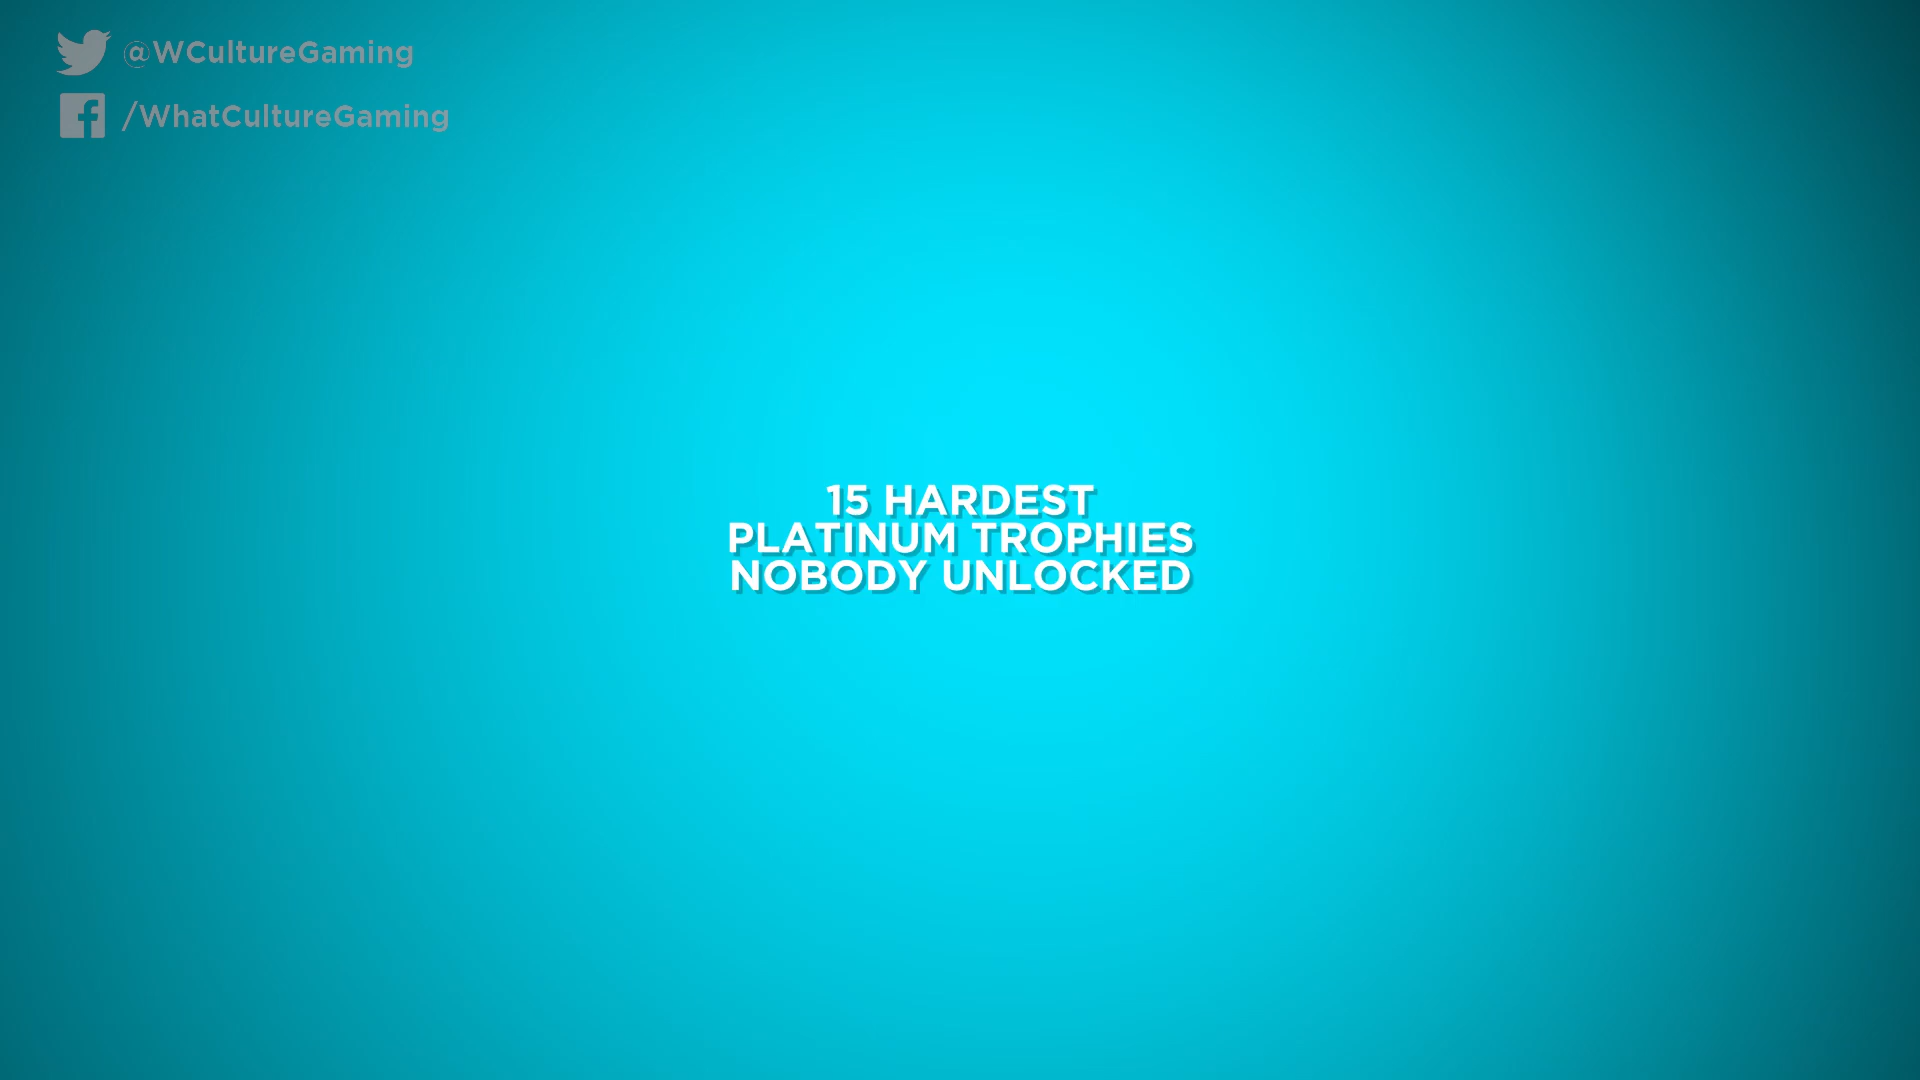 @WCultureGaming
/WhatCultureGaming
15 HARDEST
PLATINUM TROPHIES
NOBODY UNLOCKED